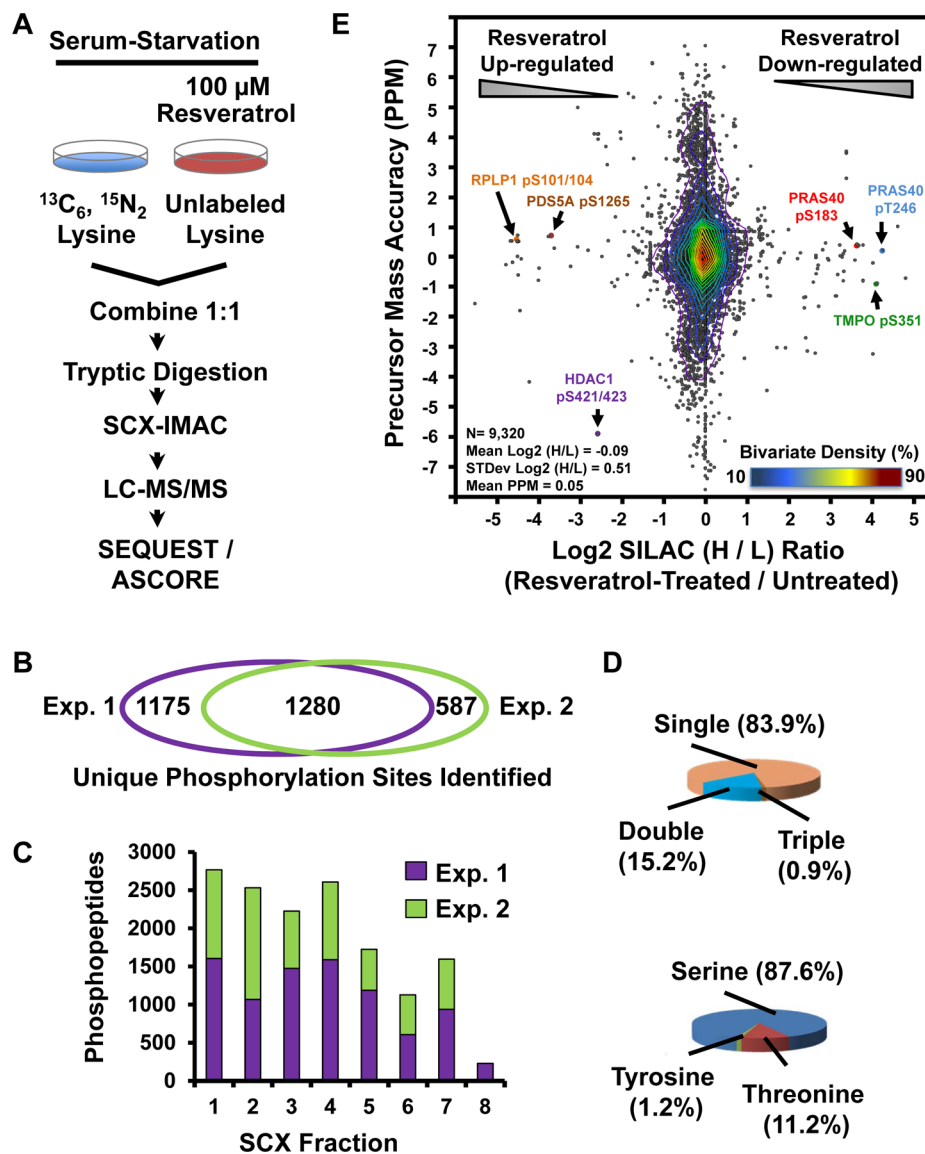 A
Serum-Starvation
100 µM
Resveratrol
¹³C₆, ¹⁵N₂
Lysine
Unlabeled
Lysine
Combine 1:1
Tryptic Digestion
SCX-IMAC
LC-MS/MS
SEQUEST /
ASCORE
E
Precursor Mass Accuracy (PPM)
7
6
5
4
3
2
1
0
-1
-2
-3
-4
-5
-6
-7
Resveratrol
Up-regulated
Resveratrol
Down-regulated
RPLP1 pS101/104
PDS5A pS1265
PRAS40
pS183
PRAS40
pT246
TMPO pS351
HDAC1
pS421/423
N= 9,320
Mean Log2 (H/L) = -0.09
STDev Log2 (H/L) = 0.51
Mean PPM = 0.05
Bivariate Density (%)
10 90
-5 -4 -3 -2 -1 0 1 2 3 4 5
Log2 SILAC (H / L) Ratio
(Resveratrol-Treated / Untreated)
B
Exp. 1 1175 1280 587 Exp. 2
Unique Phosphorylation Sites Identified
C
Phosphopeptides
3000
2500
2000
1500
1000
500
0
Exp. 1
Exp. 2
1 2 3 4 5 6 7 8
SCX Fraction
D
Single (83.9%)
Double
(15.2%)
Triple
(0.9%)
Serine (87.6%)
Tyrosine
(1.2%)
Threonine
(11.2%)